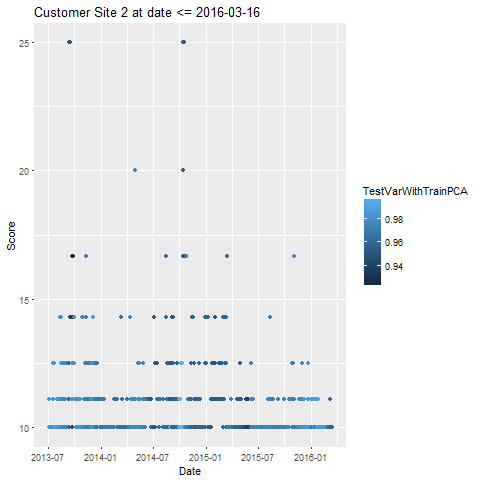 Customer Site 2 at date <= 2016-03-16
25
20
15
10
Score
2013-07 2014-01 2014-07 2015-01 2015-07 2016-01
Date
TestVarWithTrainPCA
0.98
0.96
0.94